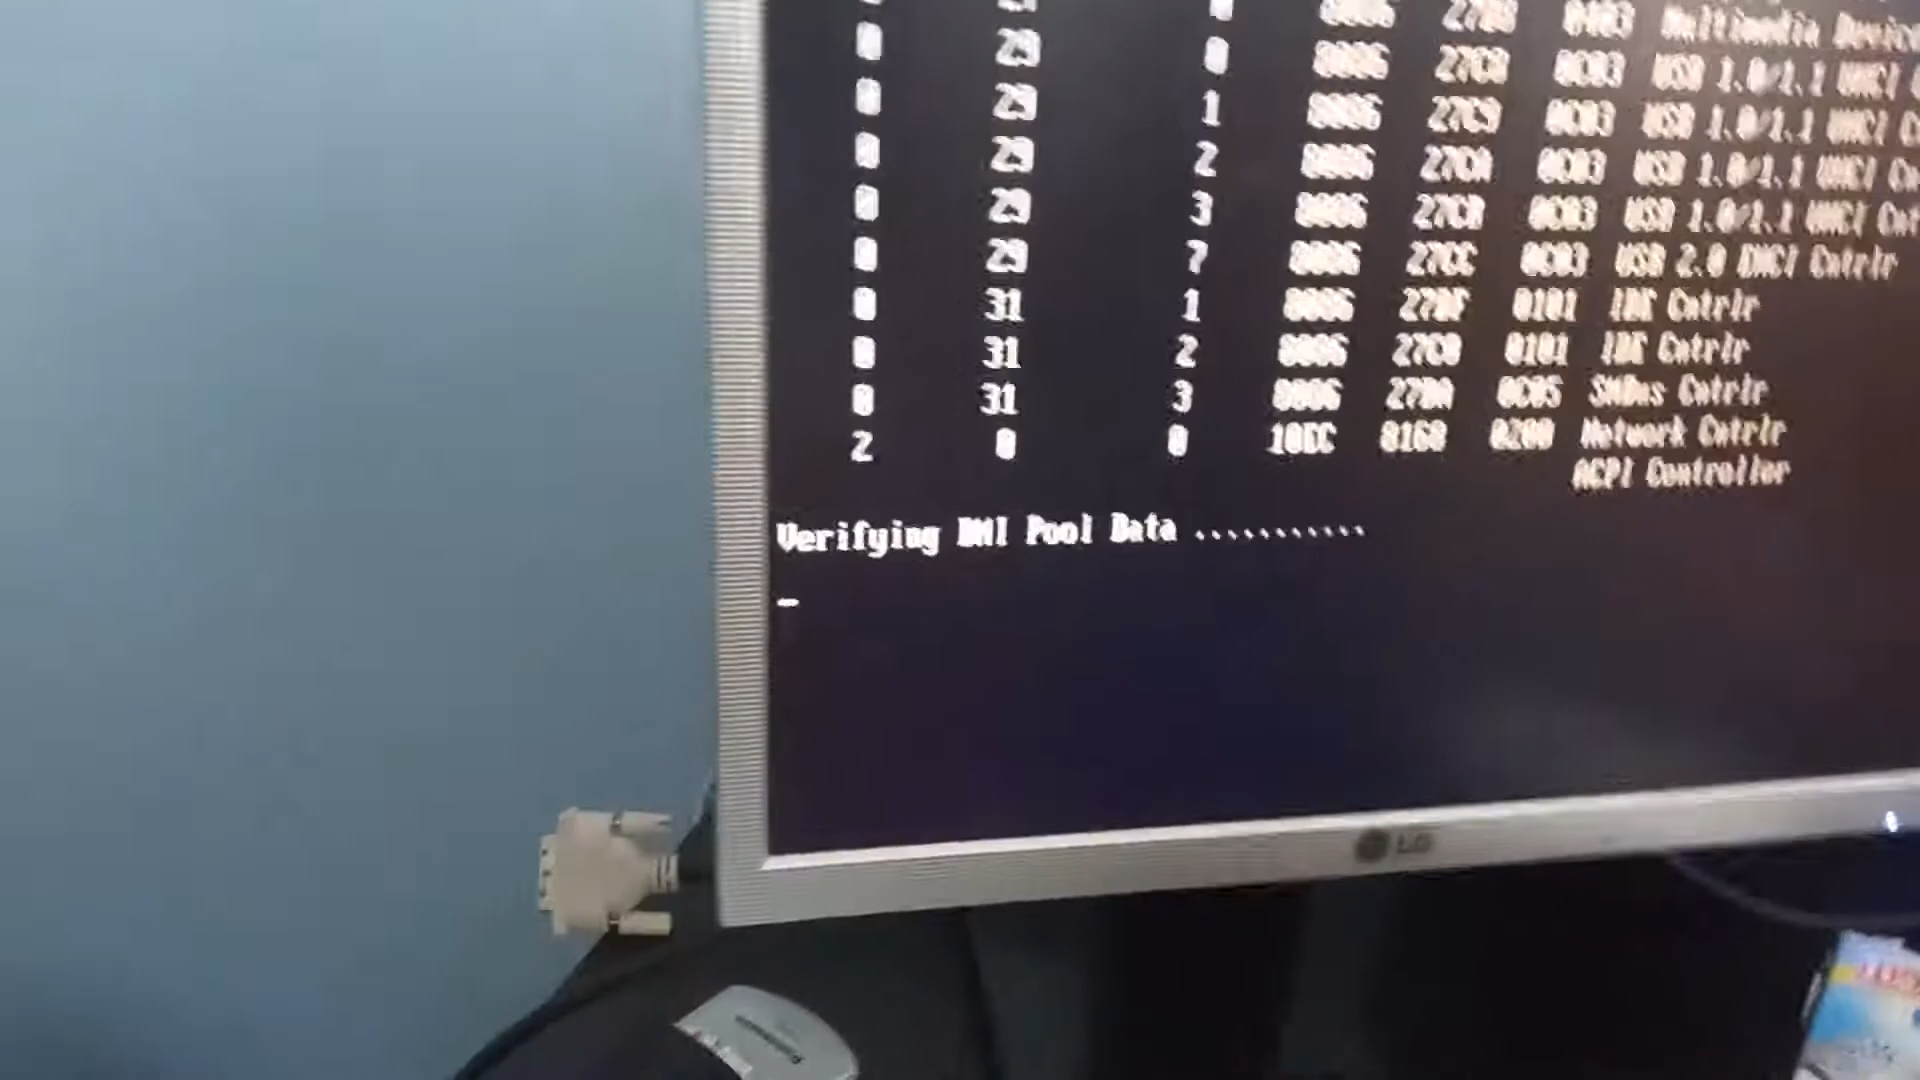 0 29 0 8086 27C8 0C03 USB 1.0/1.1 UHCI
0 29 1 8086 27C9 0C03 USB 1.0/1.1 UHCI
0 29 2 8086 27CA 0C03 USB 1.0/1.1 UHCI
0 29 3 8086 27CB 0C03 USB 1.0/1.1 UHCI Cnt
0 29 7 8086 27CC 0C03 USB 2.0 EHCI Cntrlr
0 31 1 8086 27DF 0101 IDE Cntrlr
0 31 2 8086 27C0 0101 IDE Cntrlr
0 31 3 8086 27DA 0C05 SMBus Cntrlr
2 0 0 10EC 8168 0200 Network Cntrlr
ACPI Controller
Verifying DMI Pool Data ...........
_
LG